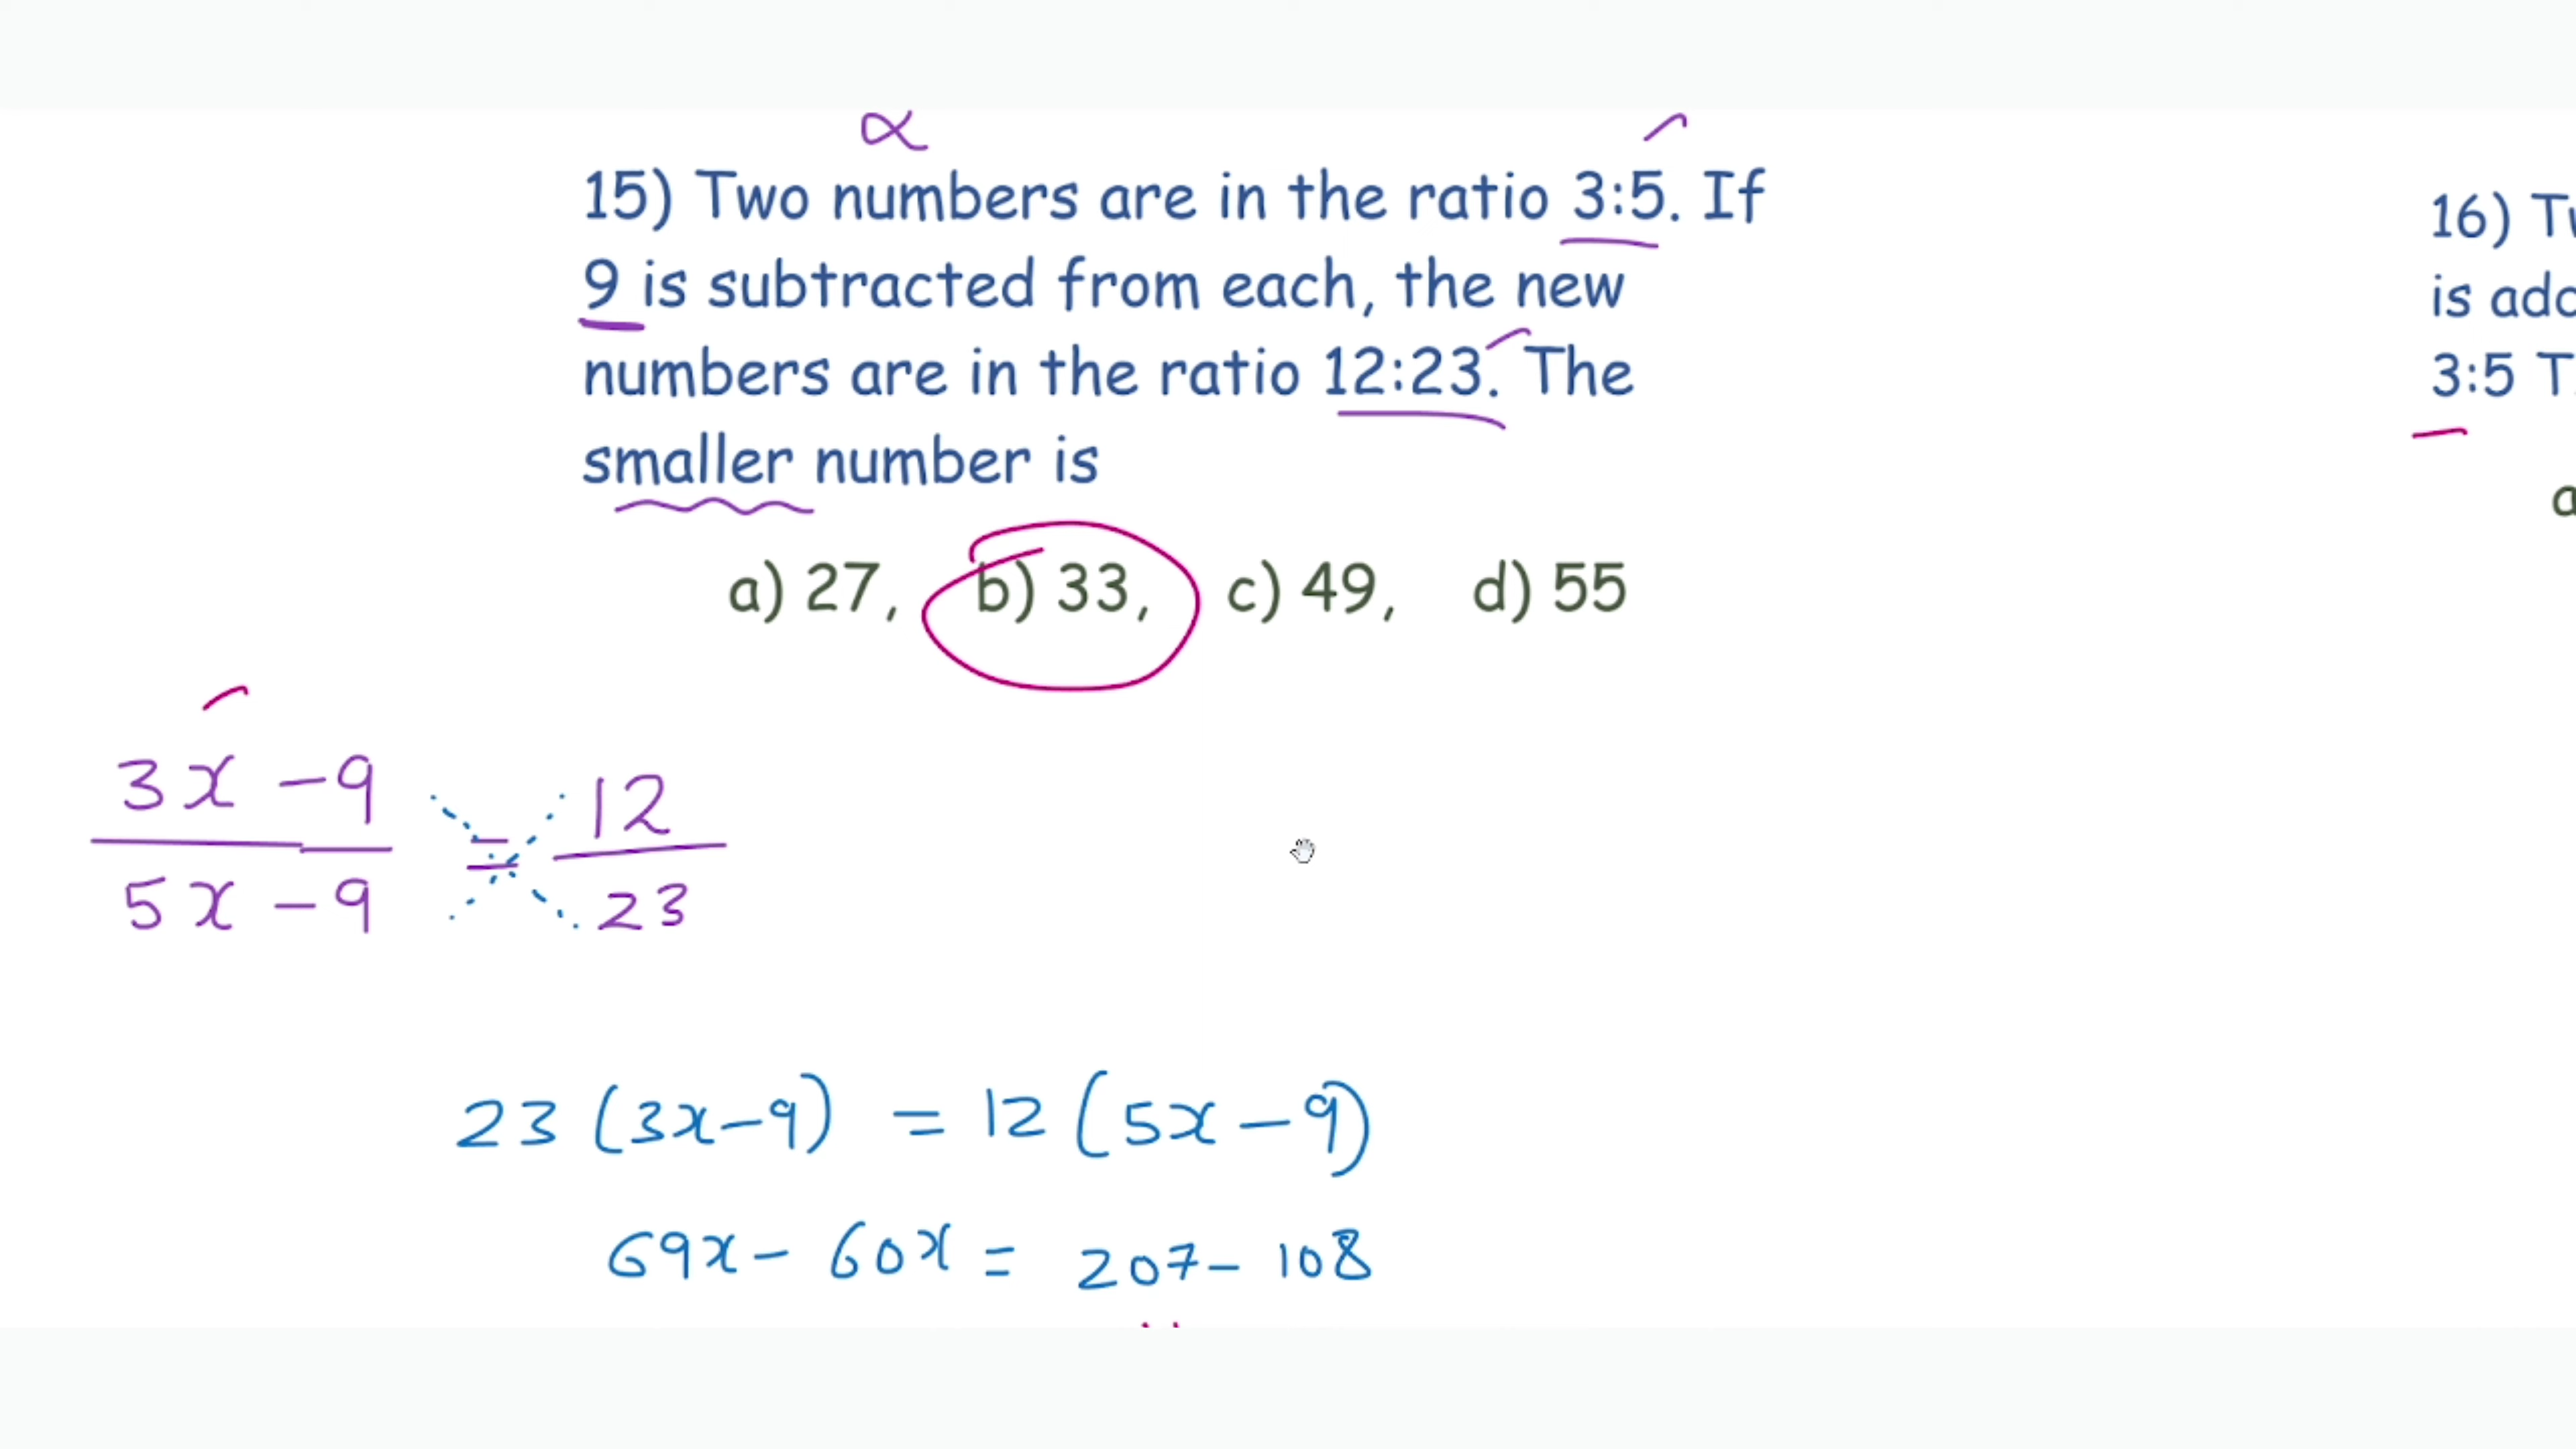 ∝
15) Two numbers are in the ratio 3:5. If
9 is subtracted from each, the new
numbers are in the ratio 12:23. The
smaller number is
a) 27, b) 33, c) 49, d) 55
3x - 9
5x - 9
=
12
23
23 (3x-9) = 12 (5x - 9)
69x - 60x = 207 - 108
16)
is
3:5